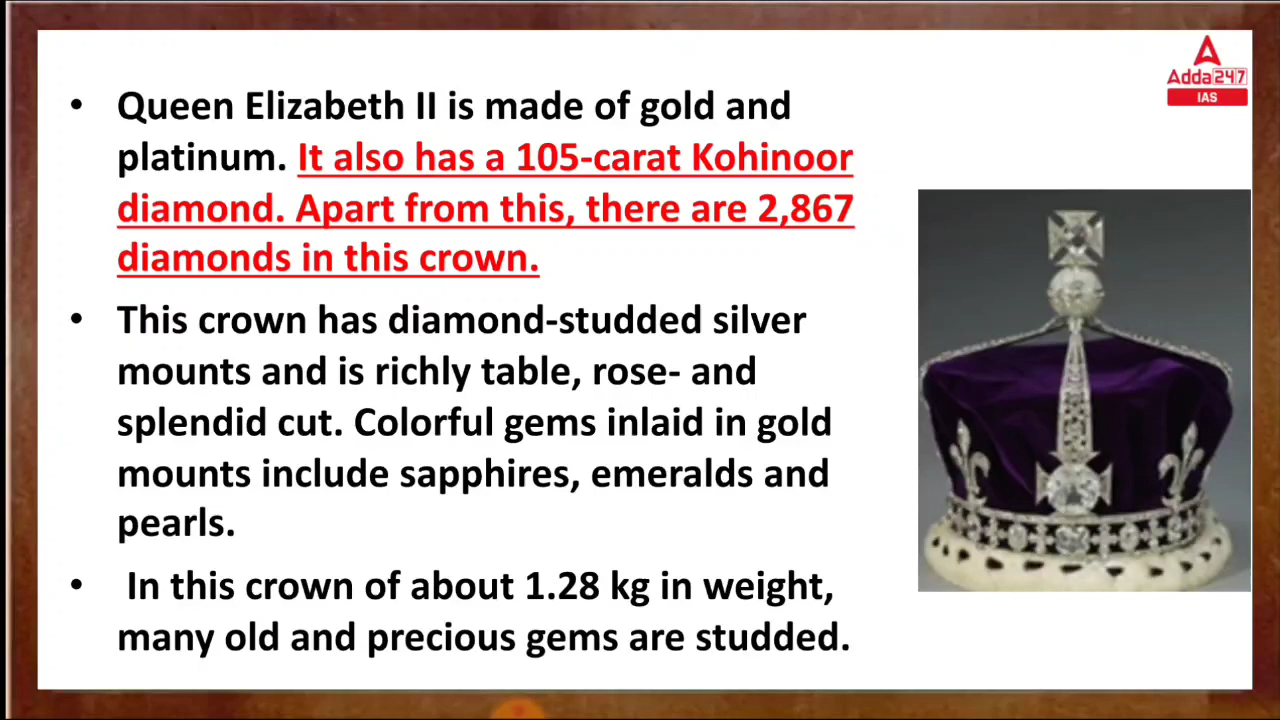 Adda247
IAS
• Queen Elizabeth II is made of gold and
platinum. It also has a 105-carat Kohinoor
diamond. Apart from this, there are 2,867
diamonds in this crown.
• This crown has diamond-studded silver
mounts and is richly table, rose- and
splendid cut. Colorful gems inlaid in gold
mounts include sapphires, emeralds and
pearls.
• In this crown of about 1.28 kg in weight,
many old and precious gems are studded.